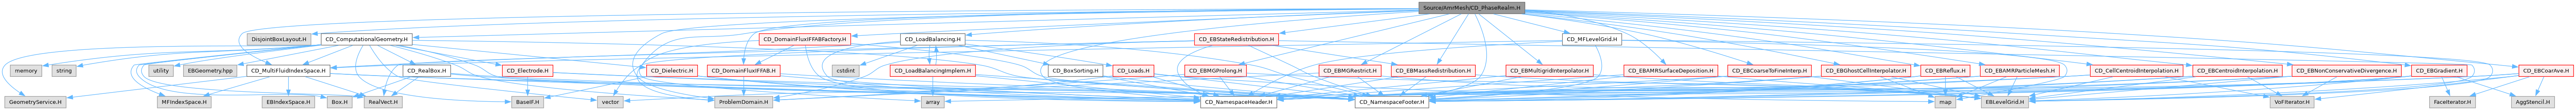 Source/AmrMesh/CD_PhaseRealm.H
DisjointBoxLayout.H
CD_ComputationalGeometry.H
CD_DomainFluxIFFABFactory.H
CD_LoadBalancing.H
CD_EBStateRedistribution.H
CD_MFLevelGrid.H
memory
string
utility
EBGeometry.hpp
CD_MultiFluidIndexSpace.H
CD_RealBox.H
CD_Electrode.H
CD_Dielectric.H
CD_DomainFluxIFFAB.H
cstdint
CD_LoadBalancingImplem.H
CD_BoxSorting.H
CD_Loads.H
CD_EBMGProlong.H
CD_EBMGRestrict.H
CD_EBMassRedistribution.H
CD_EBMultigridInterpolator.H
CD_EBAMRSurfaceDeposition.H
CD_EBCoarseToFineInterp.H
CD_EBGhostCellInterpolator.H
CD_EBReflux.H
CD_EBAMRParticleMesh.H
CD_CellCentroidInterpolation.H
CD_EBCentroidInterpolation.H
CD_EBNonConservativeDivergence.H
CD_EBGradient.H
CD_EBCoarAve.H
GeometryService.H
MFIndexSpace.H
EBIndexSpace.H
Box.H
RealVect.H
BaseIF.H
vector
ProblemDomain.H
array
CD_NamespaceHeader.H
CD_NamespaceFooter.H
map
EBLevelGrid.H
VoFIterator.H
FaceIterator.H
AggStencil.H